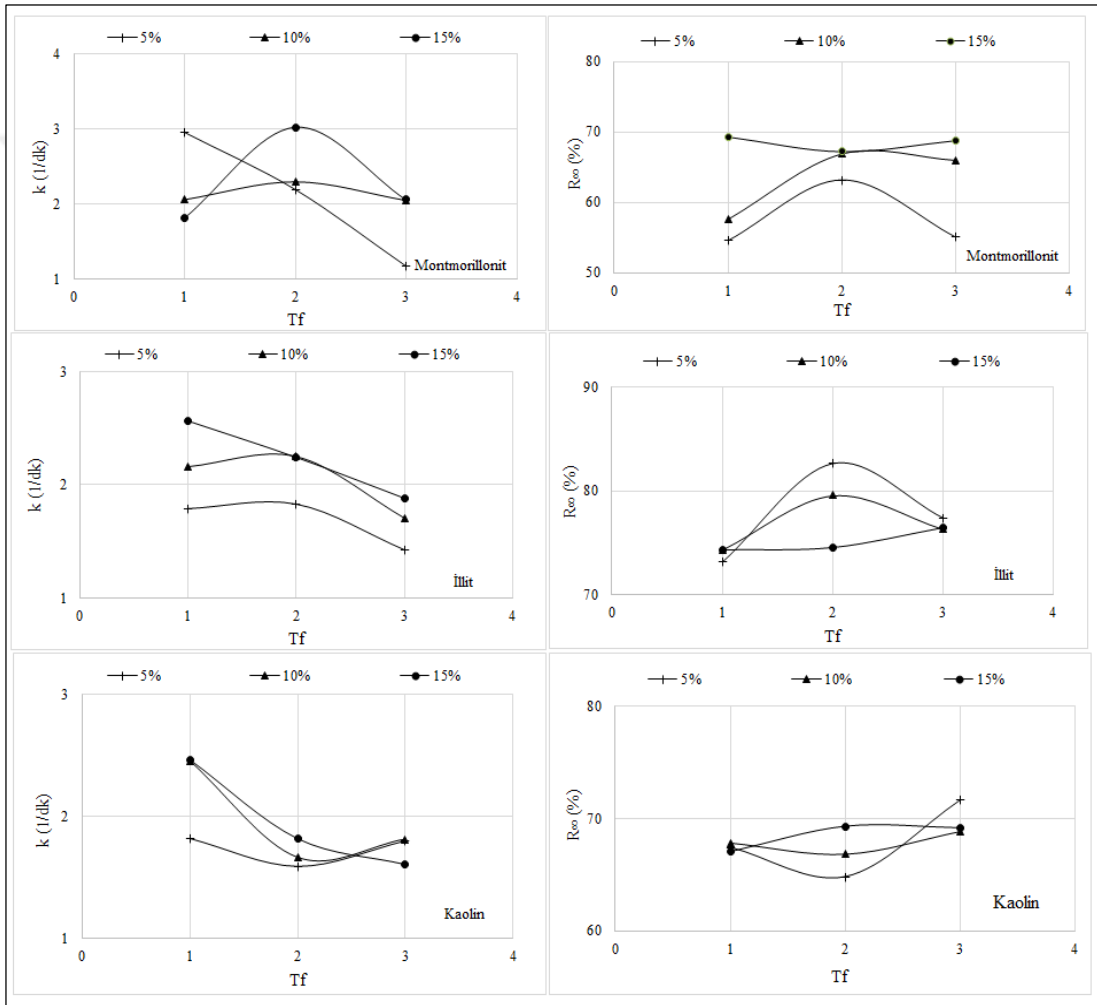 5% 10% 15%
4
3
2
1
k (1/dk)
0 1 2 3 4
Tf
Montmorillonit
5% 10% 15%
80
70
60
50
R∞ (%)
0 1 2 3 4
Tf
Montmorillonit
5% 10% 15%
3
2
1
k (1/dk)
0 1 2 3 4
Tf
İllit
5% 10% 15%
90
80
70
R∞ (%)
0 1 2 3 4
Tf
İllit
5% 10% 15%
3
2
1
k (1/dk)
0 1 2 3 4
Tf
Kaolin
5% 10% 15%
80
70
60
R∞ (%)
0 1 2 3 4
Tf
Kaolin